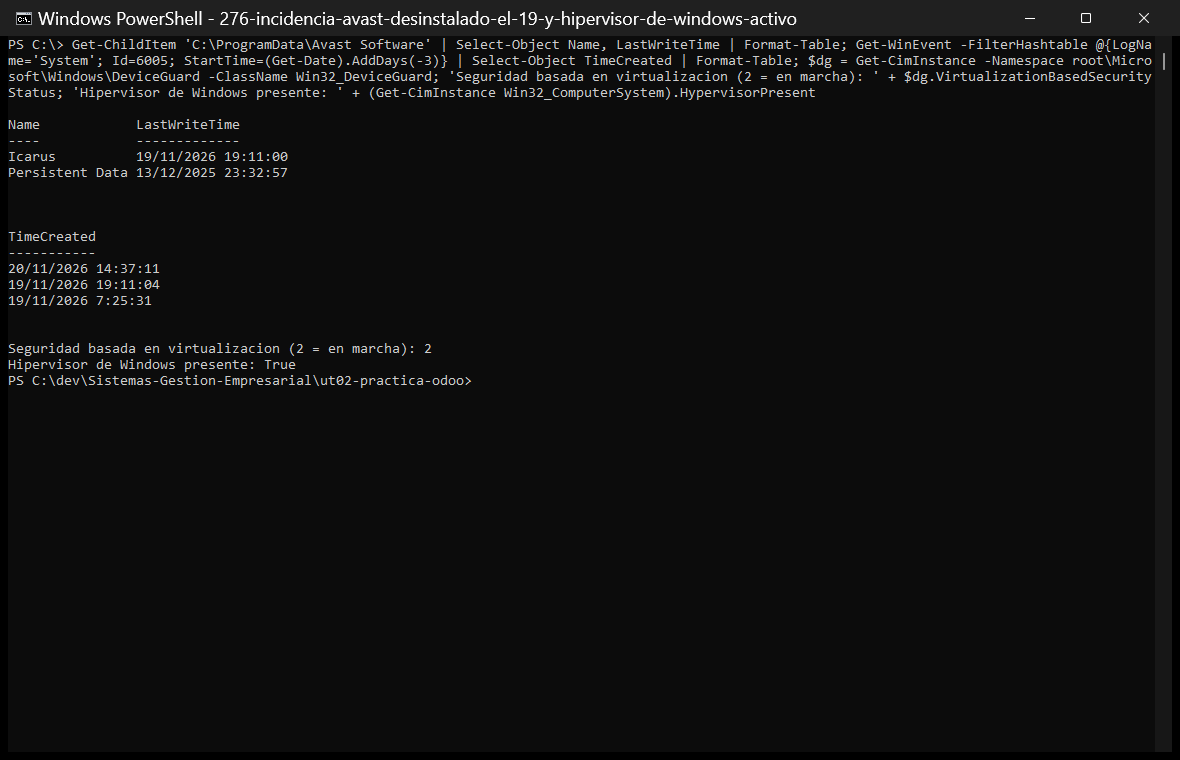 Windows PowerShell - 276-incidencia-avast-desinstalado-el-19-y-hipervisor-de-windows-activo
PS C:\> Get-ChildItem 'C:\ProgramData\Avast Software' | Select-Object Name, LastWriteTime | Format-Table; Get-WinEvent -FilterHashtable @{LogNa
me='System'; Id=6005; StartTime=(Get-Date).AddDays(-3)} | Select-Object TimeCreated | Format-Table; $dg = Get-CimInstance -Namespace root\Micro
soft\Windows\DeviceGuard -ClassName Win32_DeviceGuard; 'Seguridad basada en virtualizacion (2 = en marcha): ' + $dg.VirtualizationBasedSecurity
Status; 'Hipervisor de Windows presente: ' + (Get-CimInstance Win32_ComputerSystem).HypervisorPresent
Name            LastWriteTime
----            -------------
Icarus          19/11/2026 19:11:00
Persistent Data 13/12/2025 23:32:57
TimeCreated
-----------
20/11/2026 14:37:11
19/11/2026 19:11:04
19/11/2026 7:25:31
Seguridad basada en virtualizacion (2 = en marcha): 2
Hipervisor de Windows presente: True
PS C:\dev\Sistemas-Gestion-Empresarial\ut02-practica-odoo>